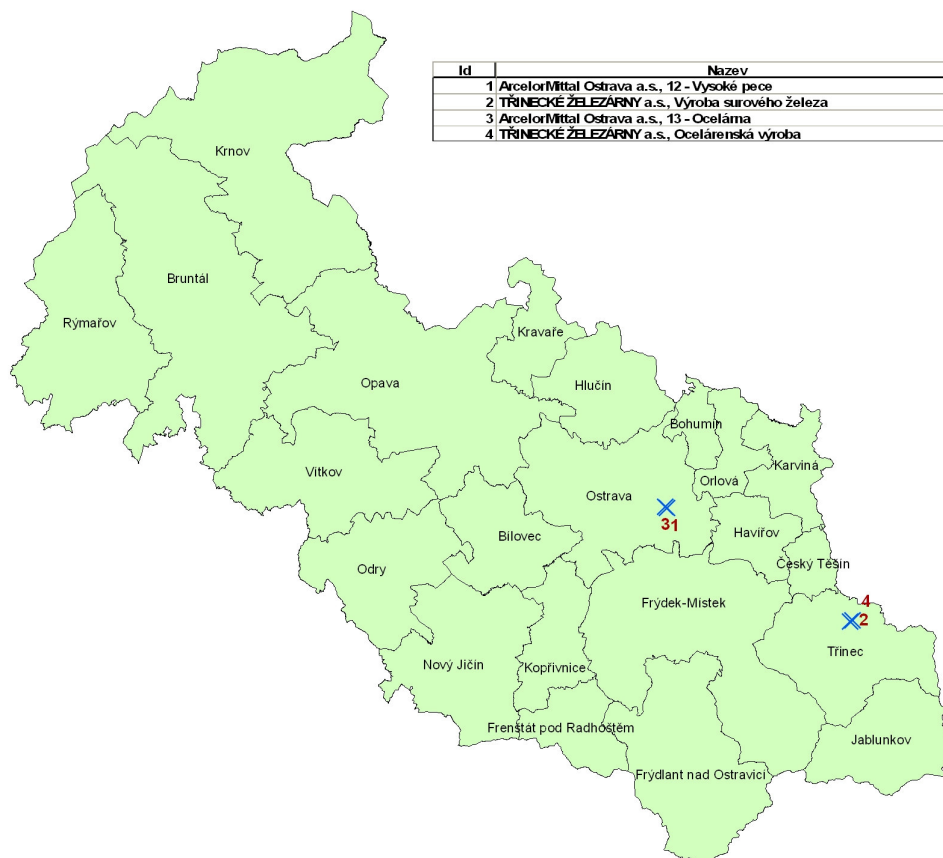 Id Nazev
1 ArcelorMittal Ostrava a.s., 12 - Vysoké pece
2 TŘINECKÉ ŽELEZÁRNY a.s., Výroba surového železa
3 ArcelorMittal Ostrava a.s., 13 - Ocelárna
4 TŘINECKÉ ŽELEZÁRNY a.s., Ocelárenská výroba
Krnov
Bruntál
Rýmařov
Kravaře
Opava
Hlučín
Bohumín
Vítkov
Karviná
Orlová
Ostrava
31
Havířov
Bílovec
Český Těšín
Odry
Frýdek-Místek
4
2
Třinec
Nový Jičín
Kopřivnice
Frenštát pod Radhoštěm
Jablunkov
Frýdlant nad Ostravicí